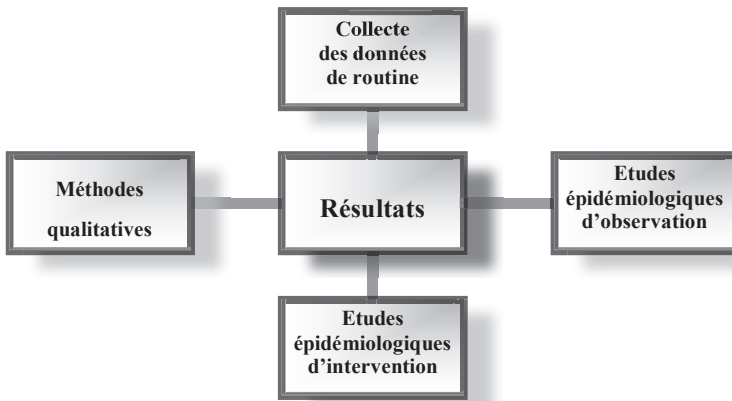 Collecte
des données
de routine
Méthodes
qualitatives
Résultats
Etudes
épidémiologiques
d’observation
Etudes
épidémiologiques
d’intervention